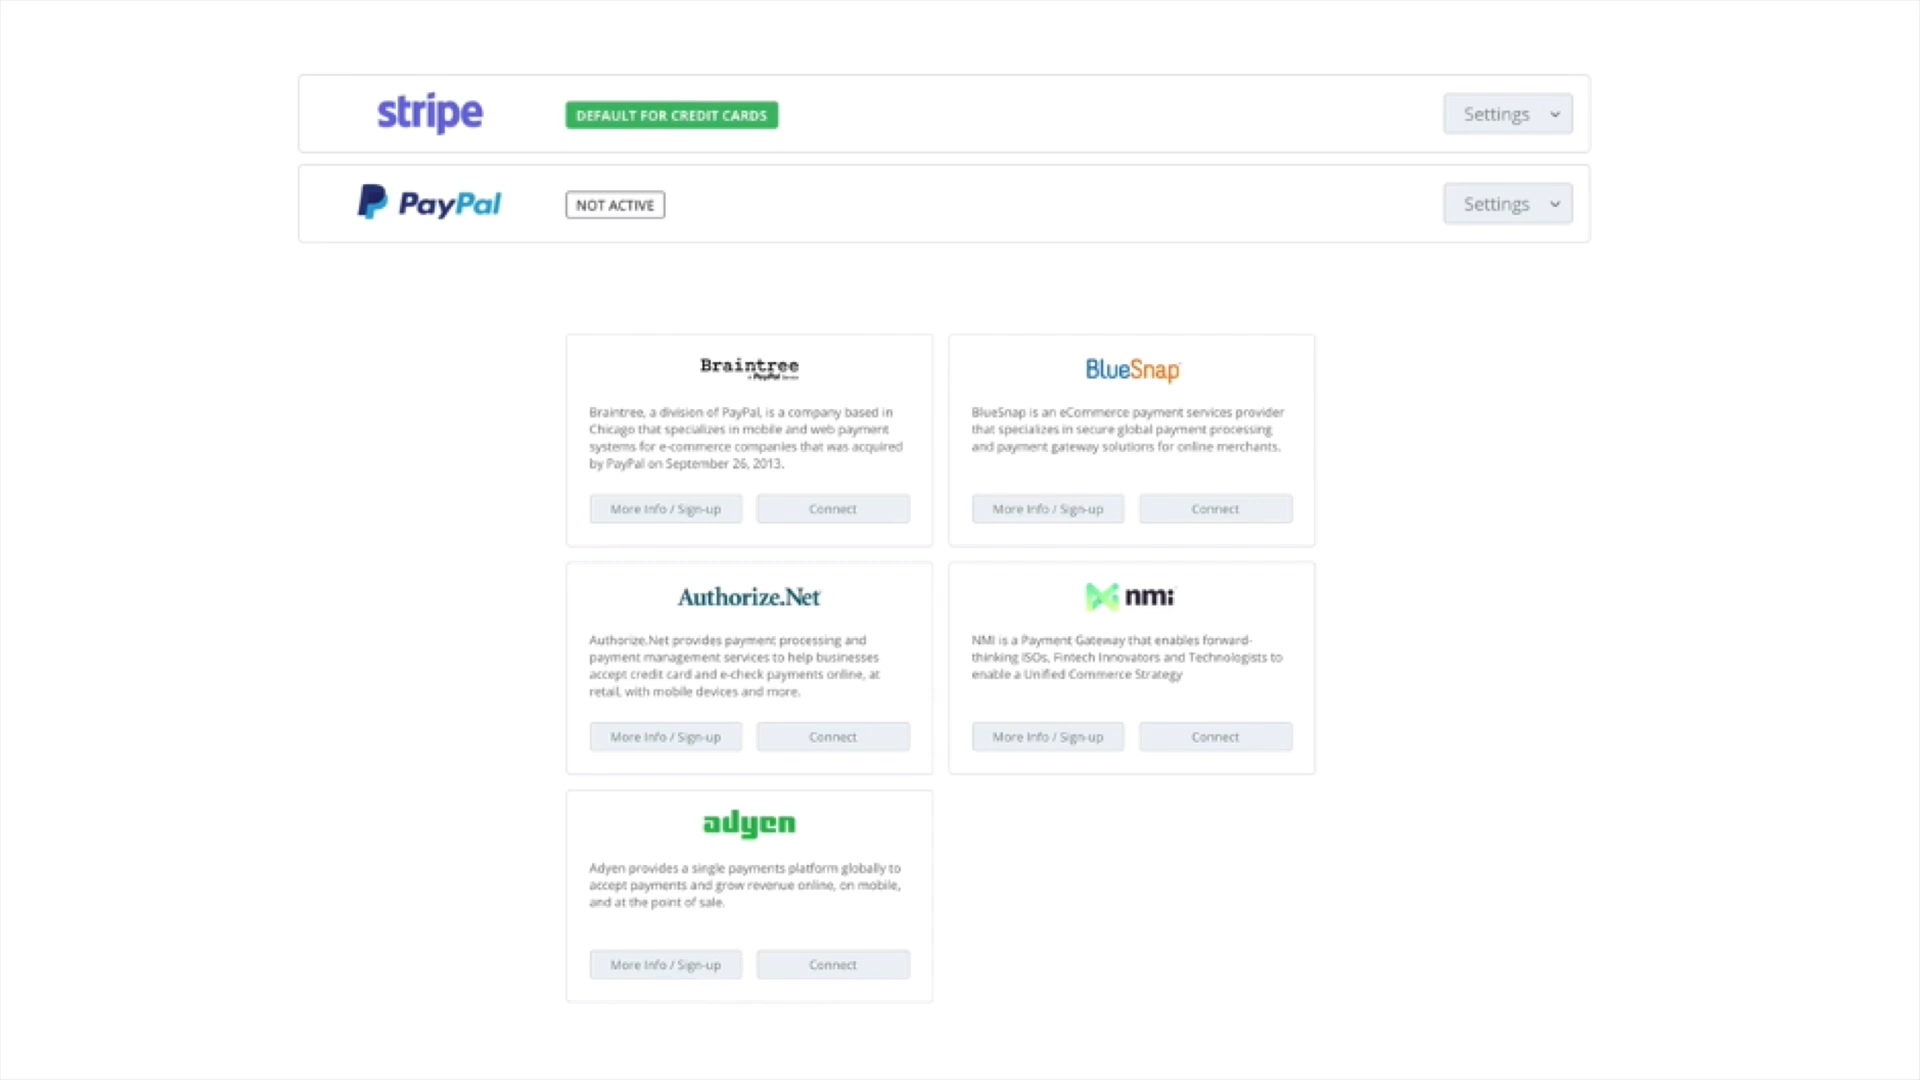 stripe
DEFAULT FOR CREDIT CARDS
Settings
PayPal
NOT ACTIVE
Settings
Braintree
a PayPal Service
Braintree, a division of PayPal, is a company based in
Chicago that specializes in mobile and web payment
systems for e-commerce companies that was acquired
by PayPal on September 26, 2013.
More Info / Sign-up
Connect
BlueSnap
BlueSnap is an eCommerce payment services provider
that specializes in secure global payment processing
and payment gateway solutions for online merchants.
More Info / Sign-up
Connect
Authorize.Net
Authorize.Net provides payment processing and
payment management services to help businesses
accept credit card and e-check payments online, at
retail, with mobile devices and more.
More Info / Sign-up
Connect
nmi
NMI is a Payment Gateway that enables forward-
thinking ISOs, Fintech Innovators and Technologists to
enable a Unified Commerce Strategy
More Info / Sign-up
Connect
adyen
Adyen provides a single payments platform globally to
accept payments and grow revenue online, on mobile,
and at the point of sale.
More Info / Sign-up
Connect